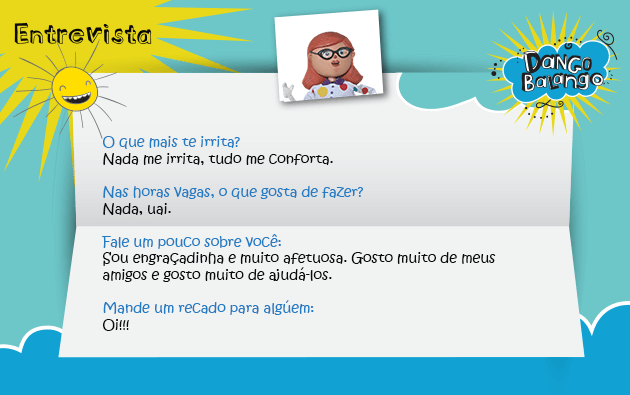 Entrevista
DANGO
BALANGO
O que mais te irrita?
Nada me irrita, tudo me conforta.
Nas horas vagas, o que gosta de fazer?
Nada, uai.
Fale um pouco sobre você:
Sou engraçadinha e muito afetuosa. Gosto muito de meus
amigos e gosto muito de ajudá-los.
Mande um recado para algúem:
Oi!!!